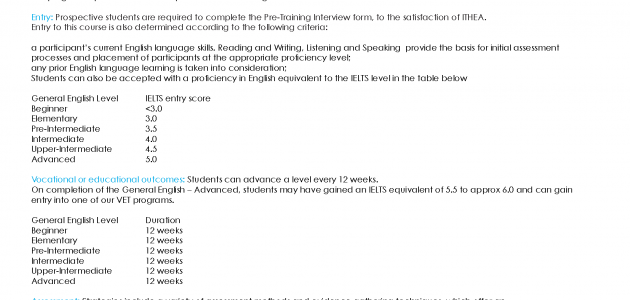 Entry: Prospective students are required to complete the Pre-Training Interview form, to the satisfaction of ITHEA.
Entry to this course is also determined according to the following criteria:
a participant's current English language skills, Reading and Writing, Listening and Speaking provide the basis for initial assessment
processes and placement of participants at the appropriate proficiency level;
any prior English language learning is taken into consideration;
Students can also be accepted with a proficiency in English equivalent to the IELTS level in the table below
General English Level IELTS entry score
Beginner <3.0
Elementary 3.0
Pre-Intermediate 3.5
Intermediate 4.0
Upper-Intermediate 4.5
Advanced 5.0
Vocational or educational outcomes: Students can advance a level every 12 weeks.
On completion of the General English – Advanced, students may have gained an IELTS equivalent of 5.5 to approx 6.0 and can gain
entry into one of our VET programs.
General English Level Duration
Beginner 12 weeks
Elementary 12 weeks
Pre-Intermediate 12 weeks
Intermediate 12 weeks
Upper-Intermediate 12 weeks
Advanced 12 weeks